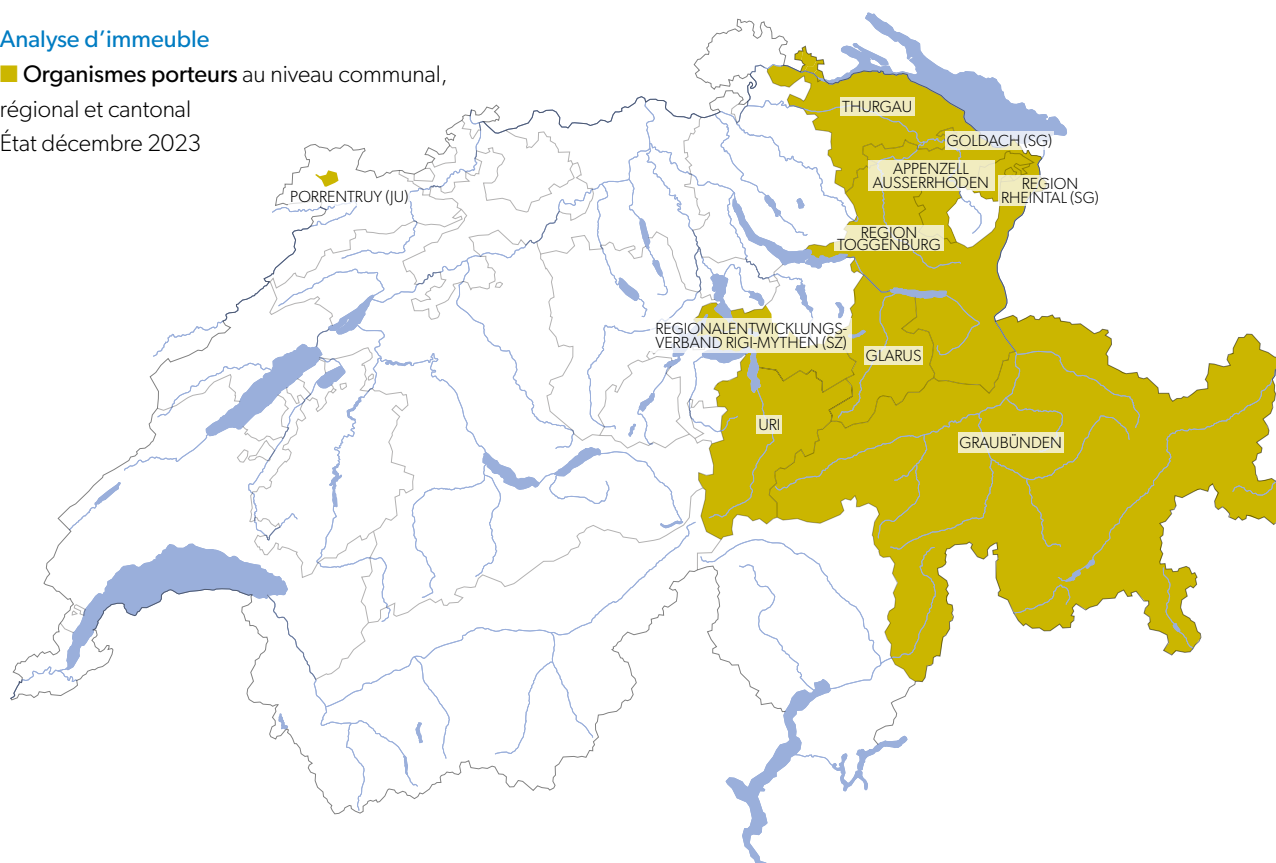 Analyse d’immeuble
Organismes porteurs au niveau communal,
régional et cantonal
État décembre 2023
THURGAU
GOLDACH (SG)
APPENZELL
AUSSERRHODEN
REGION
RHEINTAL (SG)
PORRENTRUY (JU)
REGION
TOGGENBURG
REGIONALENTWICKLUNGS-
VERBAND RIGI-MYTHEN (SZ)
GLARUS
URI
GRAUBÜNDEN